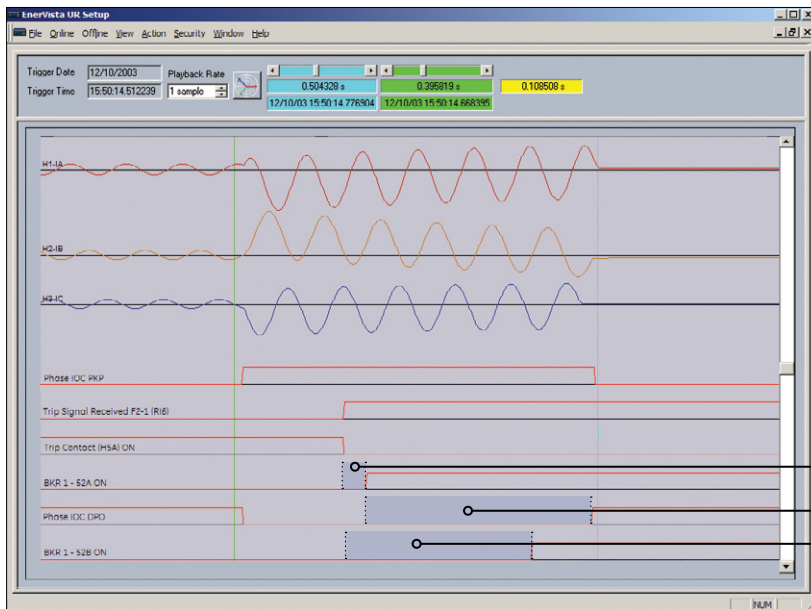 EnerVista UR Setup
File Online Offline View Action Security Window Help
Trigger Date 12/10/2003 Playback Rate
Trigger Time 15:50:14.512239 1 sample
0.504328 s 0.395819 s 0.108508 s
12/10/03 15:50:14.776904 12/10/03 15:50:14.668395
H1-IA
H2-IB
H3-IC
Phase IOC PKP
Trip Signal Received F2-1 (RI6)
Trip Contact (H5A) ON
BKR 1 - 52A ON
Phase IOC DPO
BKR 1 - 52B ON
NUM